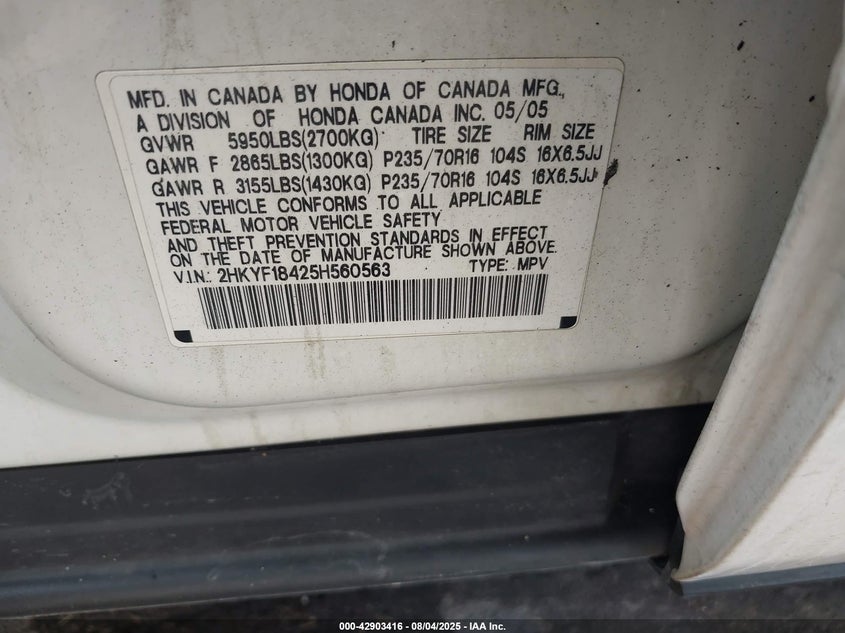 MFD. IN CANADA BY HONDA OF CANADA MFG.,
A DIVISION OF HONDA CANADA INC. 05/05
GVWR 5950LBS(2700KG) TIRE SIZE RIM SIZE
GAWR F 2865LBS(1300KG) P235/70R16 104S 16X6.5JJ
GAWR R 3155LBS(1430KG) P235/70R16 104S 16X6.5JJ
THIS VEHICLE CONFORMS TO ALL APPLICABLE
FEDERAL MOTOR VEHICLE SAFETY
AND THEFT PREVENTION STANDARDS IN EFFECT
ON THE DATE OF MANUFACTURE SHOWN ABOVE.
V.I.N.: 2HKYF18425H560563 TYPE: MPV
000-42903416 - 08/04/2025 - IAA Inc.